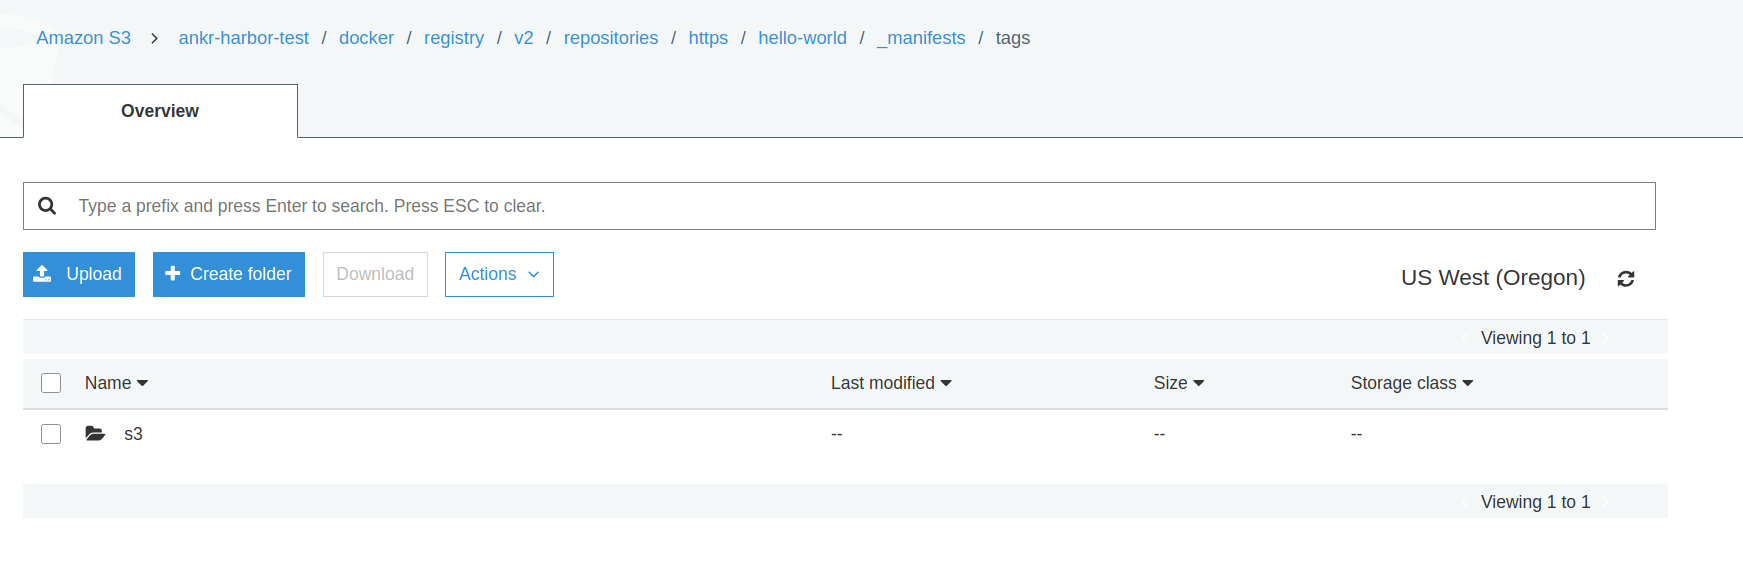 Amazon S3 > ankr-harbor-test / docker / registry / v2 / repositories / https / hello-world / _manifests / tags
Overview
Type a prefix and press Enter to search. Press ESC to clear.
Upload Create folder Download Actions
US West (Oregon)
Viewing 1 to 1
Name Last modified Size Storage class
s3 -- -- --
Viewing 1 to 1